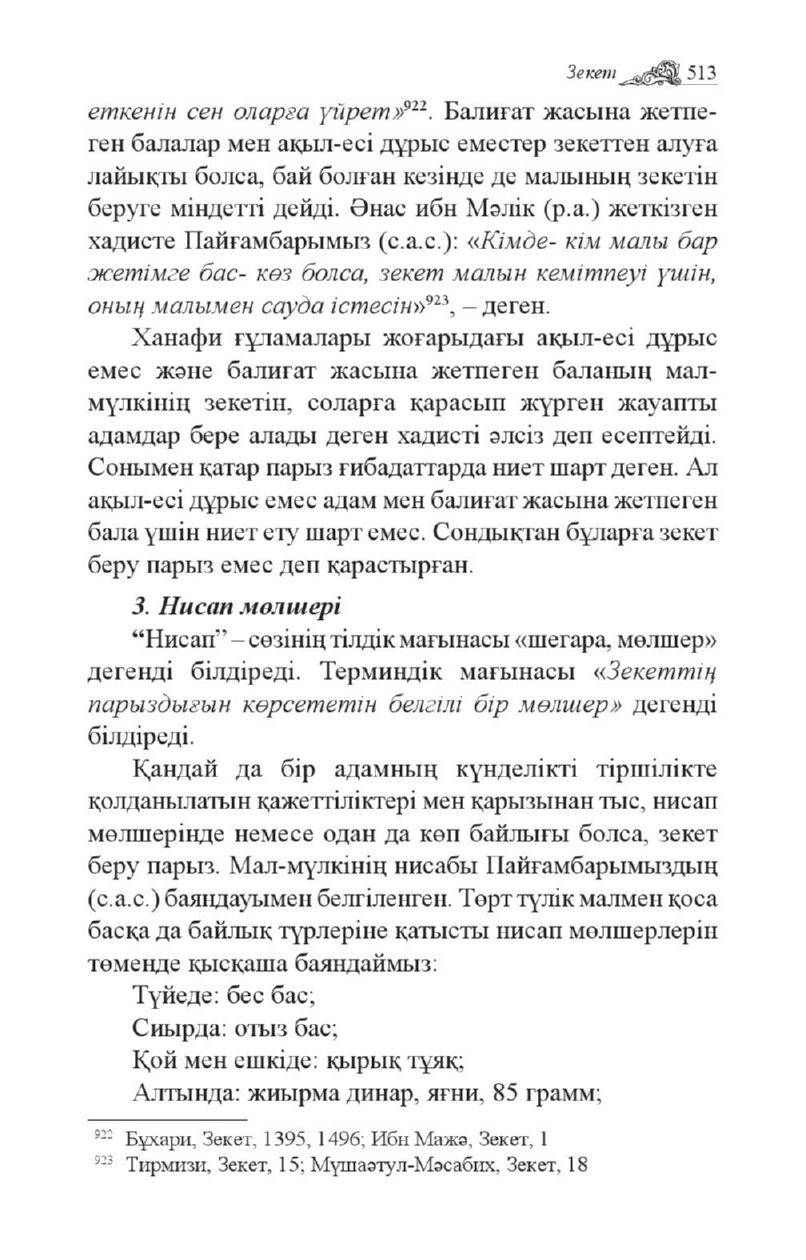 Зекет 513
еткенін сен оларға үйрет»⁹²². Балиғат жасына жетпе-
ген балалар мен ақыл-есі дұрыс еместер зекеттен алуға
лайықты болса, бай болған кезінде де малының зекетін
беруге міндетті дейді. Әнас ибн Мәлік (р.а.) жеткізген
хадисте Пайғамбарымыз (с.а.с.): «Кімде- кім малы бар
жетімге бас- көз болса, зекет малын кемітпеуі үшін,
оның малымен сауда істесін»⁹²³, – деген.
Ханафи ғұламалары жоғарыдағы ақыл-есі дұрыс
емес және балиғат жасына жетпеген баланың мал-
мүлкінің зекетін, соларға қарасып жүрген жауапты
адамдар бере алады деген хадисті әлсіз деп есептейді.
Сонымен қатар парыз ғибадаттарда ниет шарт деген. Ал
ақыл-есі дұрыс емес адам мен балиғат жасына жетпеген
бала үшін ниет ету шарт емес. Сондықтан бұларға зекет
беру парыз емес деп қарастырған.
3. Нисап мөлшері
“Нисап” – сөзінің тілдік мағынасы «шегара, мөлшер»
дегенді білдіреді. Терминдік мағынасы «Зекеттің
парыздығын көрсететін белгілі бір мөлшер» дегенді
білдіреді.
Қандай да бір адамның күнделікті тіршілікте
қолданылатын қажеттіліктері мен қарызынан тыс, нисап
мөлшерінде немесе одан да көп байлығы болса, зекет
беру парыз. Мал-мүлкінің нисабы Пайғамбарымыздың
(с.а.с.) баяндауымен белгіленген. Төрт түлік малмен қоса
басқа да байлық түрлеріне қатысты нисап мөлшерлерін
төменде қысқаша баяндаймыз:
Түйеде: бес бас;
Сиырда: отыз бас;
Қой мен ешкіде: қырық тұяқ;
Алтында: жиырма динар, яғни, 85 грамм;
⁹²² Бұхари, Зекет, 1395, 1496; Ибн Мажә, Зекет, 1
⁹²³ Тирмизи, Зекет, 15; Мүшаәтул-Мәсабих, Зекет, 18